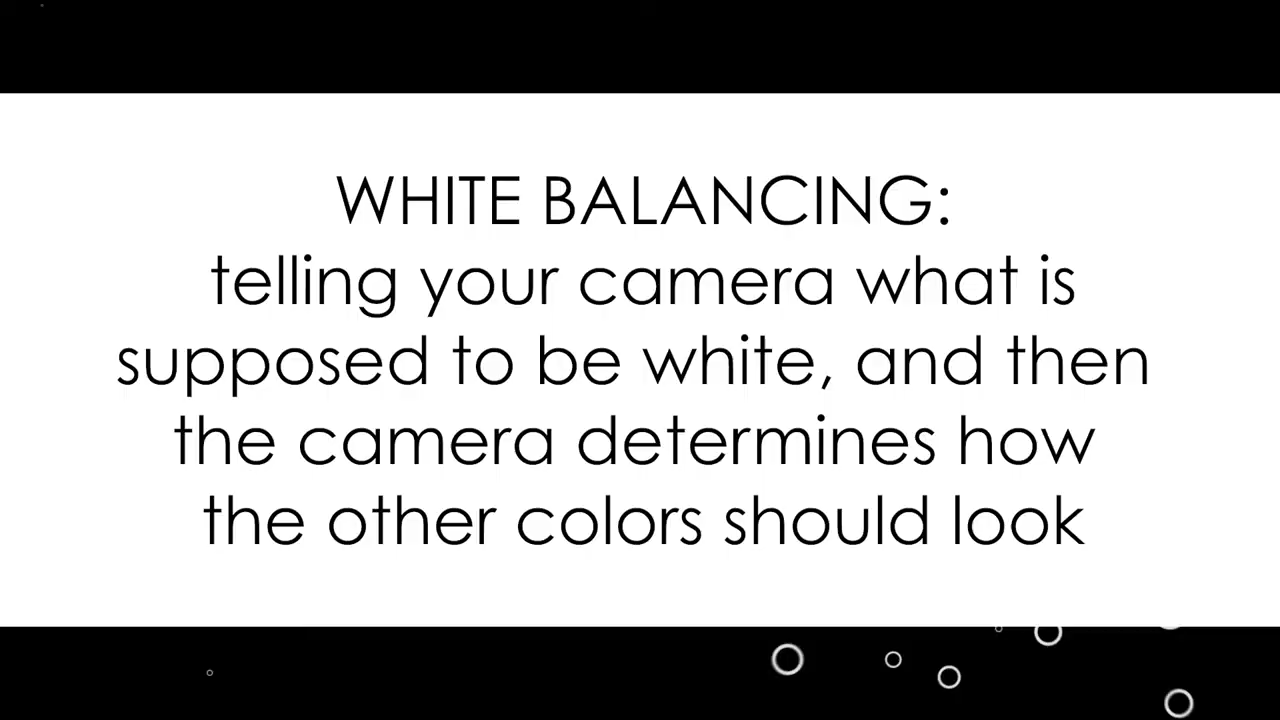 WHITE BALANCING:
telling your camera what is
supposed to be white, and then
the camera determines how
the other colors should look